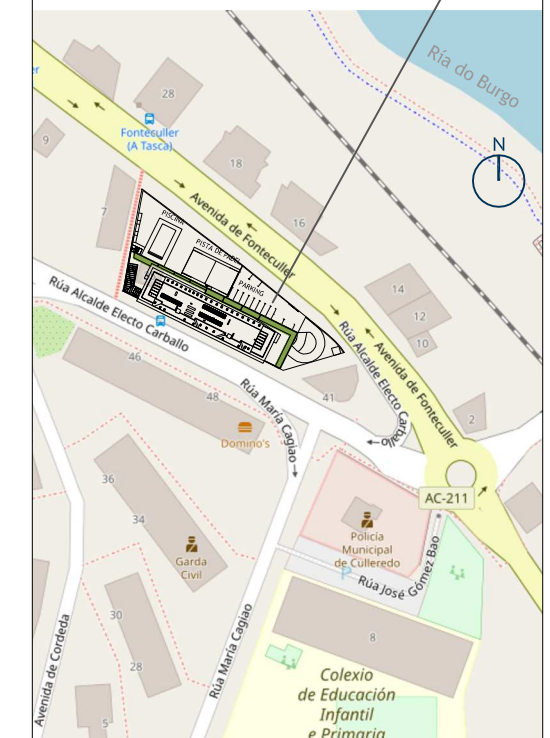 Ría do Burgo
er
28
Fonteculler
(A Tasca)
N
9
18
7
Avenida de Fonteculler
16
PISCINA
PISTA DE PADEL
PARKING
14
12
10
Rúa Alcalde Electo Carballo
Rúa Alcalde Electo Carballo
Avenida de Fonteculler
46
48
41
2
Rúa María Cagiao
Domino's
AC-211
36
34
Garda
Civil
Policía
Municipal
de Culleredo
P
Rúa José Gómez Bao
30
28
8
Rúa María Cagiao
Avenida de Cordeda
5
Colexio
de Educación
Infantil
e Primaria